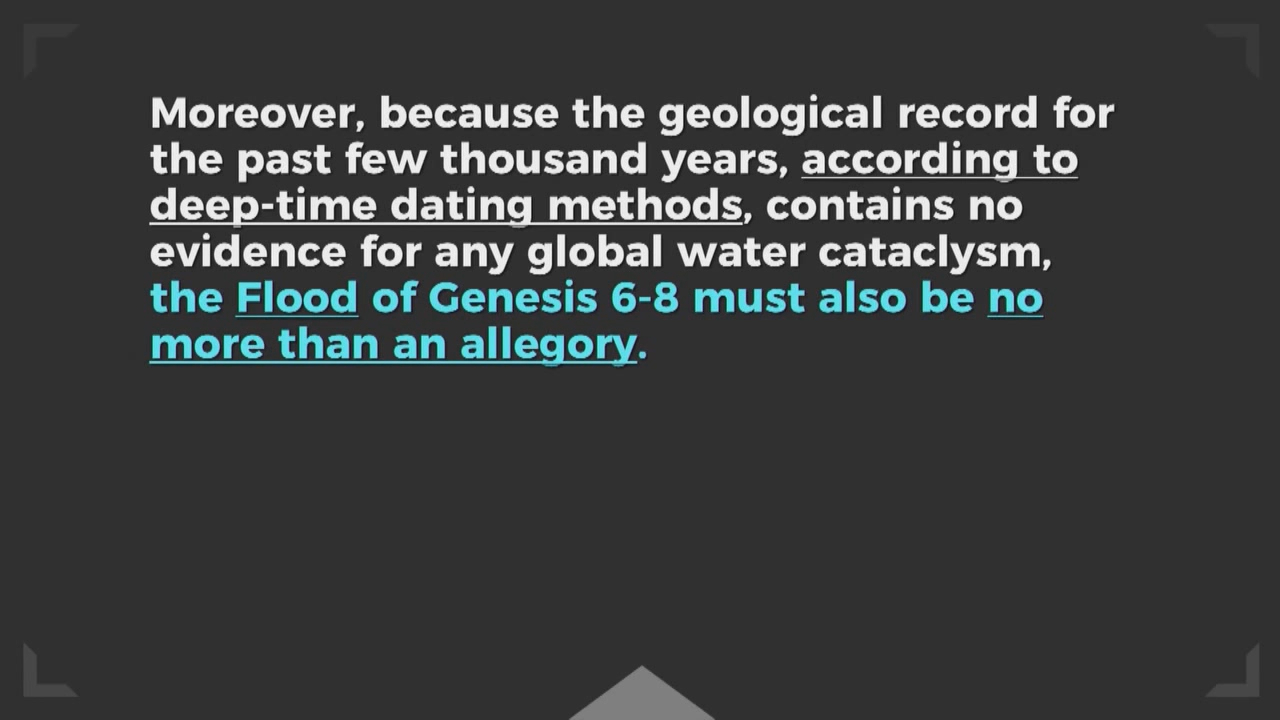 Moreover, because the geological record for
the past few thousand years, according to
deep-time dating methods, contains no
evidence for any global water cataclysm,
the Flood of Genesis 6-8 must also be no
more than an allegory.